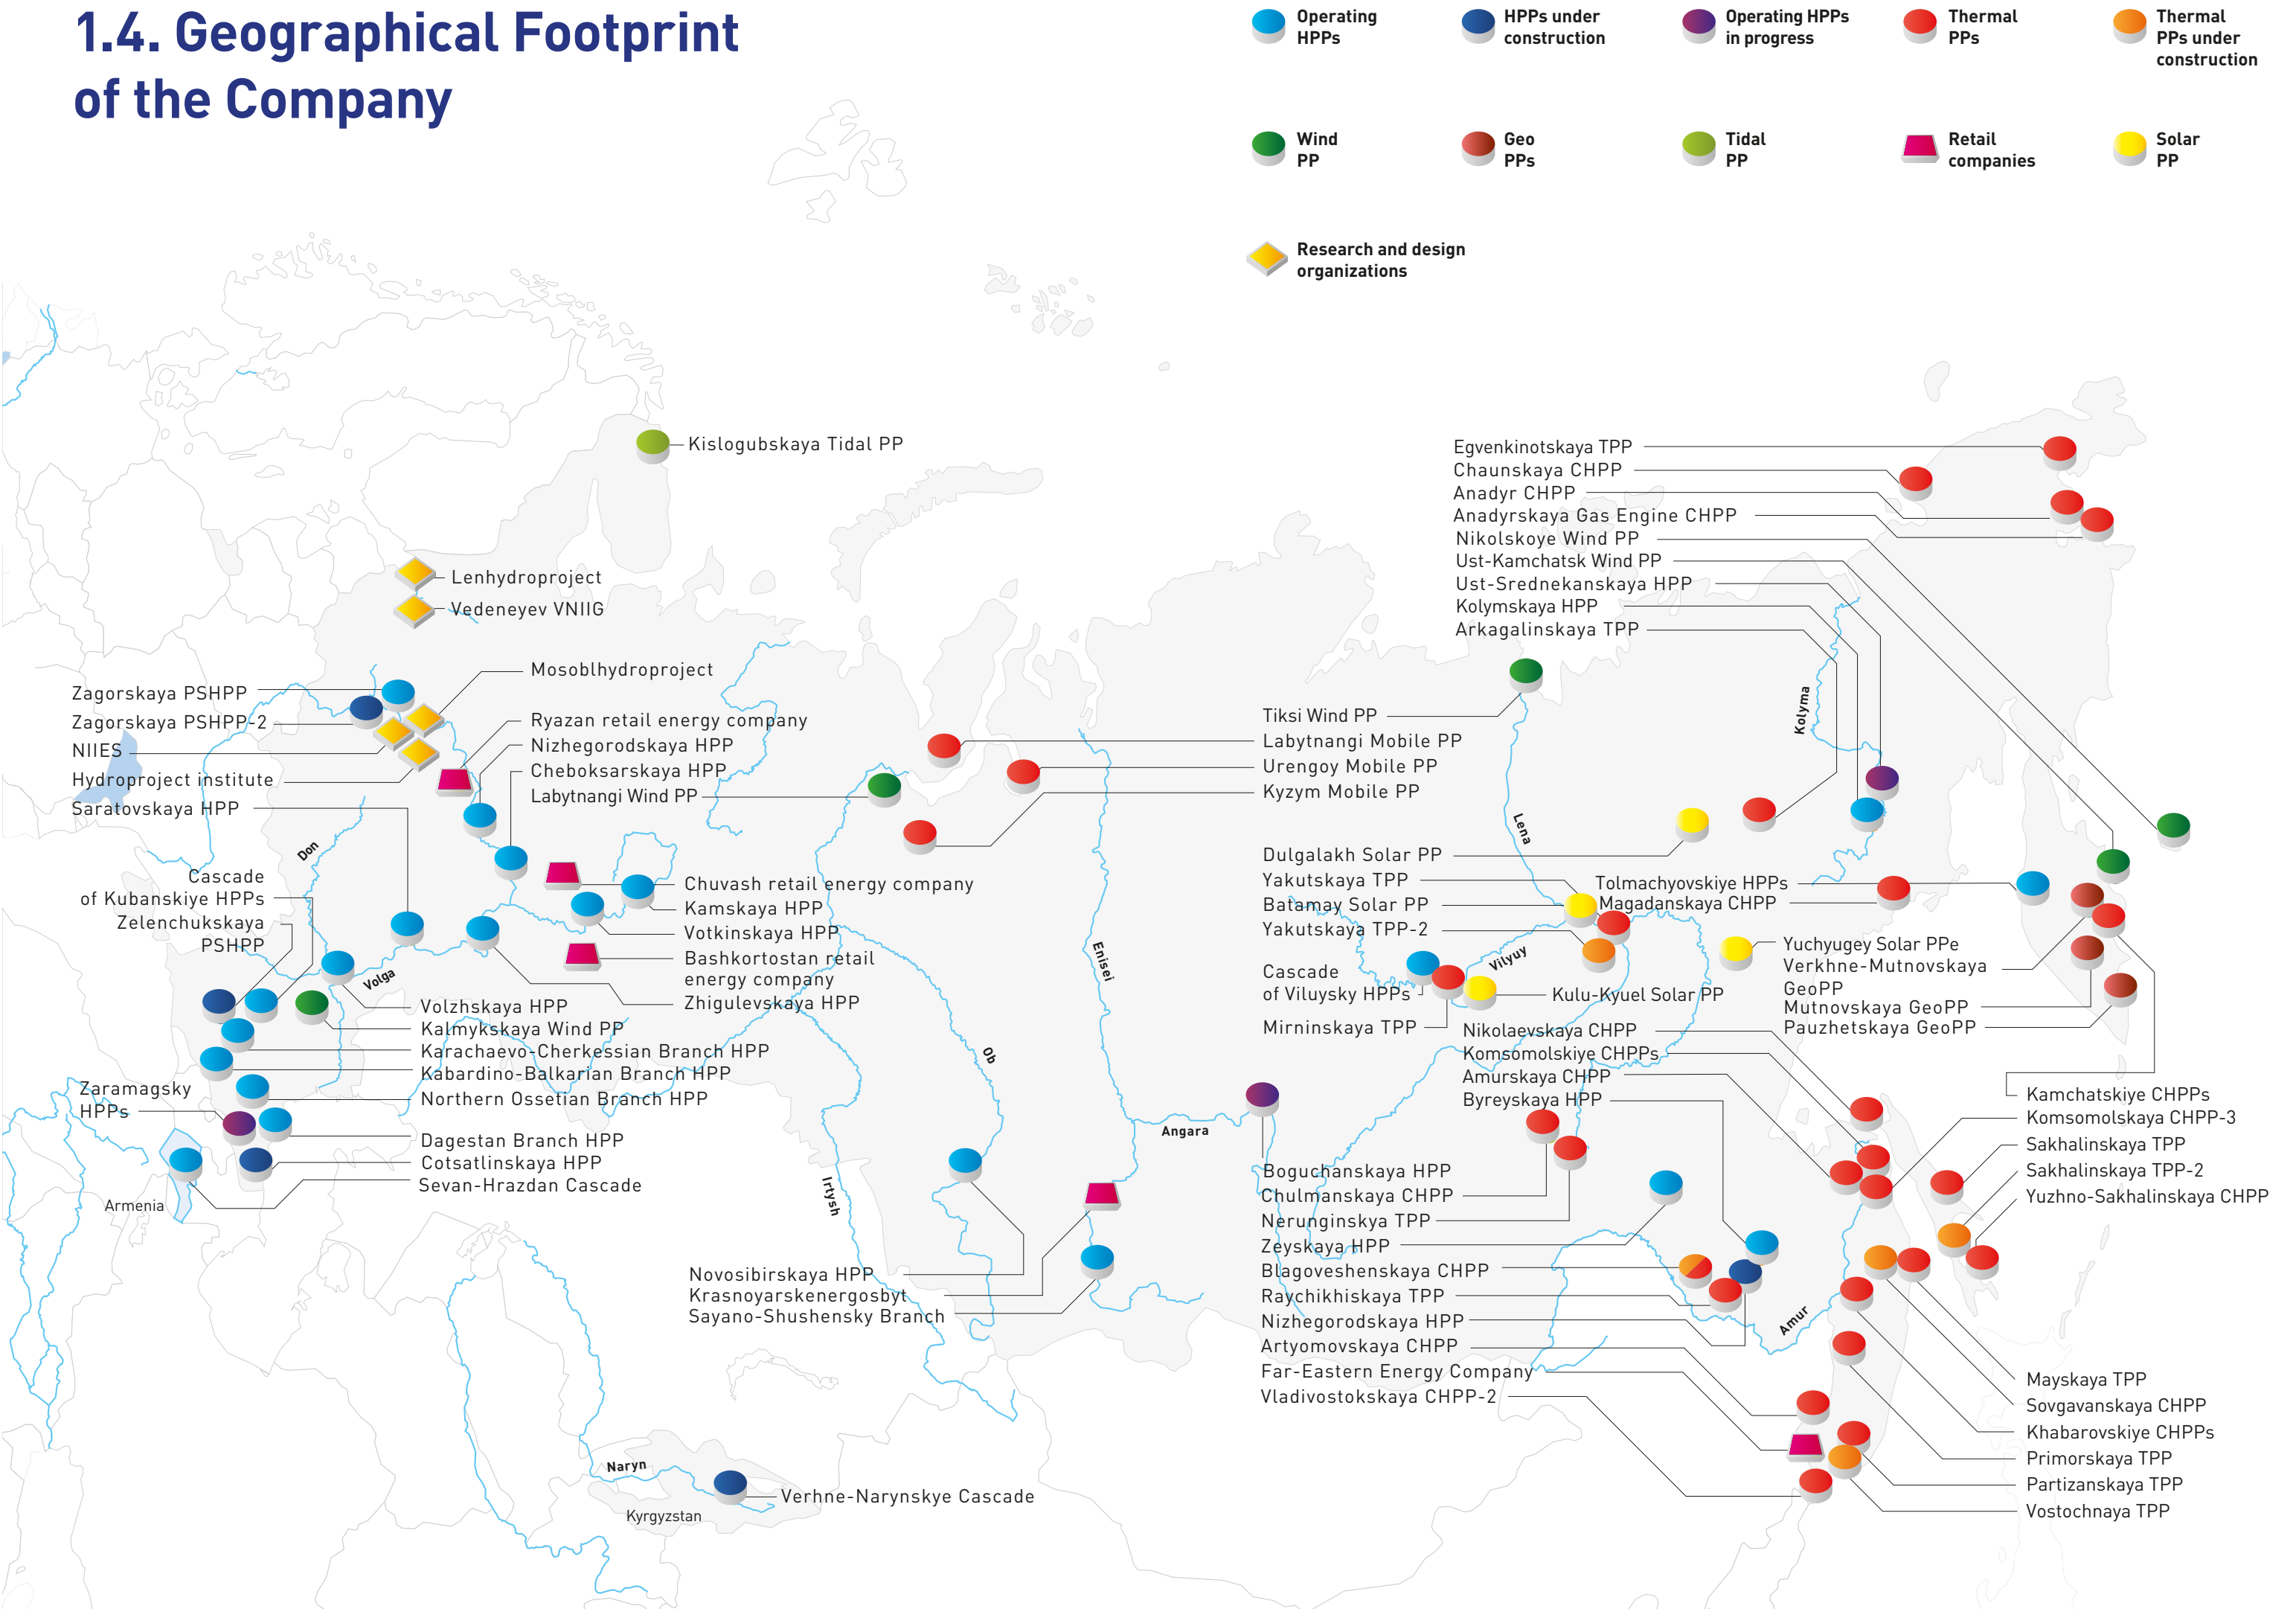 1.4. Geographical Footprint
of the Company
Operating
HPPs
HPPs under
construction
Operating HPPs
in progress
Thermal
PPs
Thermal
PPs under
construction
Wind
PP
Geo
PPs
Tidal
PP
Retail
companies
Solar
PP
Research and design
organizations
Kislogubskaya Tidal PP
Lenhydroproject
Vedeneyev VNIIG
Mosoblhydroproject
Zagorskaya PSHPP
Zagorskaya PSHPP-2
NIIES
Hydroproject institute
Saratovskaya HPP
Ryazan retail energy company
Nizhegorodskaya HPP
Cheboksarskaya HPP
Labytnangi Wind PP
Don
Cascade
of Kubanskiye HPPs
Zelenchukskaya
PSHPP
Chuvash retail energy company
Kamskaya HPP
Votkinskaya HPP
Bashkortostan retail
energy company
Zhigulevskaya HPP
Volga
Volzhskaya HPP
Kalmykskaya Wind PP
Karachaevo-Cherkessian Branch HPP
Kabardino-Balkarian Branch HPP
Northern Ossetian Branch HPP
Zaramagsky
HPPs
Dagestan Branch HPP
Cotsatlinskaya HPP
Sevan-Hrazdan Cascade
Armenia
Irtysh
Ob
Enisei
Angara
Novosibirskaya HPP
Krasnoyarskenergosbyt
Sayano-Shushensky Branch
Naryn
Kyrgyzstan
Verhne-Narynskye Cascade
Egvenkinotskaya TPP
Chaunskaya CHPP
Anadyr CHPP
Anadyrskaya Gas Engine CHPP
Nikolskoye Wind PP
Ust-Kamchatsk Wind PP
Ust-Srednekanskaya HPP
Kolymskaya HPP
Arkagalinskaya TPP
Kolyma
Tiksi Wind PP
Labytnangi Mobile PP
Urengoy Mobile PP
Kyzym Mobile PP
Lena
Dulgalakh Solar PP
Yakutskaya TPP
Batamay Solar PP
Yakutskaya TPP-2
Tolmachyovskiye HPPs
Magadanskaya CHPP
Vilyuy
Cascade
of Viluysky HPPs
Kulu-Kyuel Solar PP
Mirninskaya TPP
Yuchyugey Solar PPe
Verkhne-Mutnovskaya
GeoPP
Mutnovskaya GeoPP
Pauzhetskaya GeoPP
Nikolaevskaya CHPP
Komsomolskiye CHPPs
Amurskaya CHPP
Byreyskaya HPP
Kamchatskiye CHPPs
Komsomolskaya CHPP-3
Sakhalinskaya TPP
Sakhalinskaya TPP-2
Yuzhno-Sakhalinskaya CHPP
Boguchanskaya HPP
Chulmanskaya CHPP
Nerunginskya TPP
Zeyskaya HPP
Blagoveshenskaya CHPP
Raychikhiskaya TPP
Nizhegorodskaya HPP
Artyomovskaya CHPP
Far-Eastern Energy Company
Vladivostokskaya CHPP-2
Amur
Mayskaya TPP
Sovgavanskaya CHPP
Khabarovskiye CHPPs
Primorskaya TPP
Partizanskaya TPP
Vostochnaya TPP